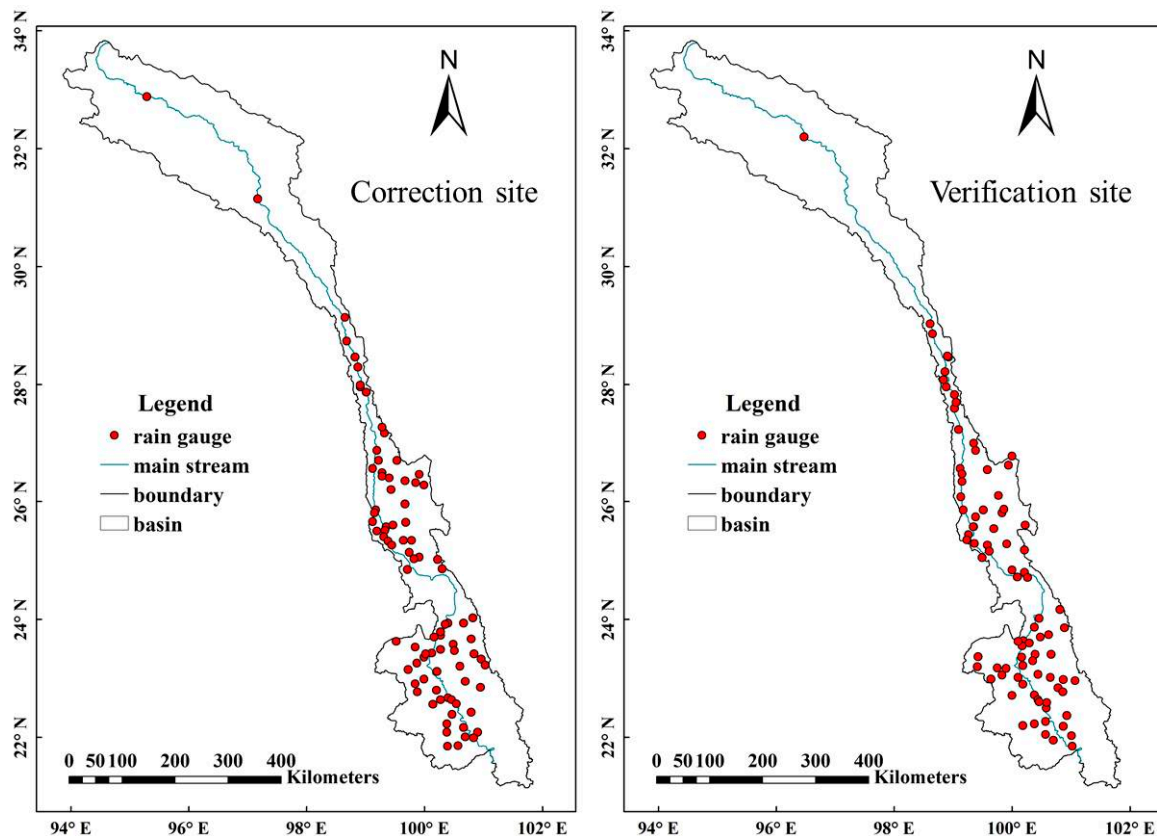 34° N
32° N
30° N
28° N
26° N
24° N
22° N
N
Correction site
Legend
rain gauge
main stream
boundary
basin
0 50 100 200 300 400
Kilometers
94° E 96° E 98° E 100° E 102° E
34° N
32° N
30° N
28° N
26° N
24° N
22° N
N
Verification site
Legend
rain gauge
main stream
boundary
basin
0 50 100 200 300 400
Kilometers
94° E 96° E 98° E 100° E 102° E